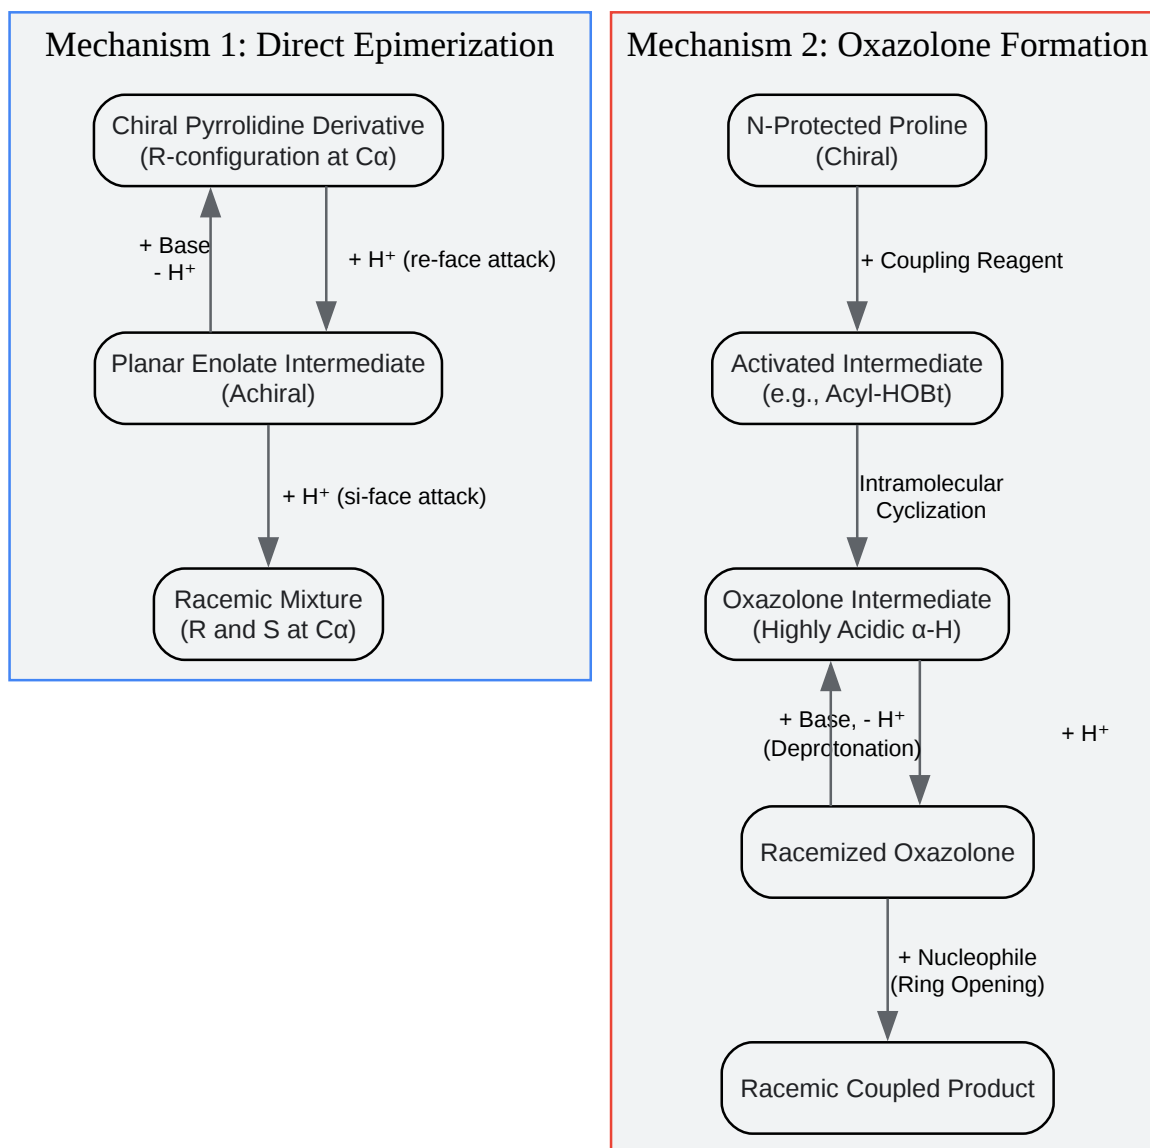 Mechanism 1: Direct Epimerization
Chiral Pyrrolidine Derivative
(R-configuration at Cα)
+ Base
- H⁺
+ H⁺ (re-face attack)
Planar Enolate Intermediate
(Achiral)
+ H⁺ (si-face attack)
Racemic Mixture
(R and S at Cα)
Mechanism 2: Oxazolone Formation
N-Protected Proline
(Chiral)
+ Coupling Reagent
Activated Intermediate
(e.g., Acyl-HOBt)
Intramolecular
Cyclization
Oxazolone Intermediate
(Highly Acidic α-H)
+ Base, - H⁺
(Deprotonation)
+ H⁺
Racemized Oxazolone
+ Nucleophile
(Ring Opening)
Racemic Coupled Product